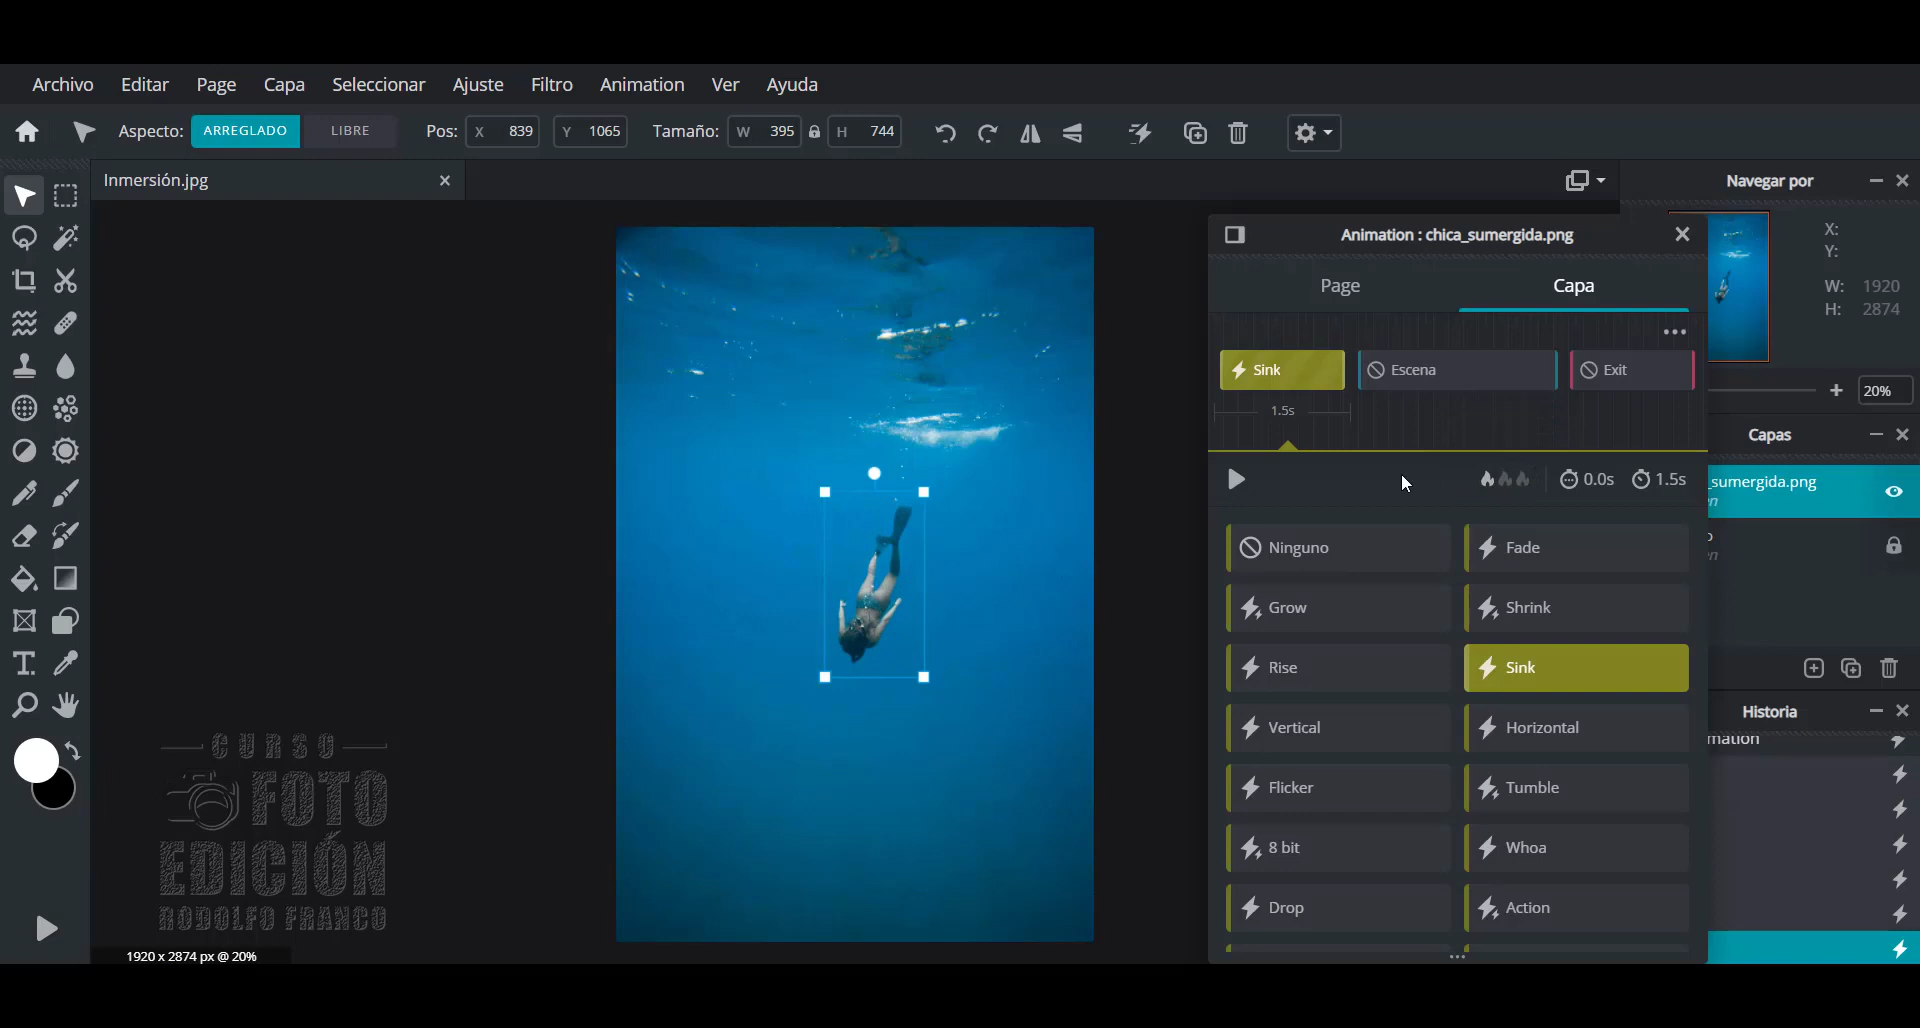 Archivo Editar Page Capa Seleccionar Ajuste Filtro Animation Ver Ayuda
Aspecto: ARREGLADO LIBRE Pos: X 839 Y 1065 Tamaño: W 395 H 744
Inmersión.jpg
Navegar por
X:
Y:
W: 1920
H: 2874
20%
Animation : chica_sumergida.png
Page Capa
Sink Escena Exit
1.5s
0.0s 1.5s
Ninguno Fade
Grow Shrink
Rise Sink
Vertical Horizontal
Flicker Tumble
8 bit Whoa
Drop Action
Capas
_sumergida.png
Historia
mation
CURSO
FOTO
EDICIÓN
RODOLFO FRANCO
1920 x 2874 px @ 20%